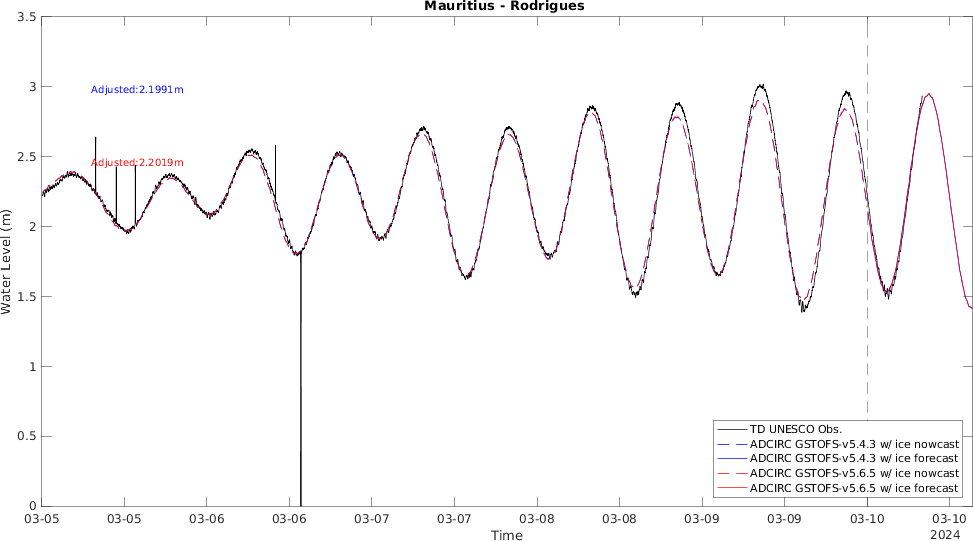 Mauritius - Rodrigues
3.5
3
2.5
2
1.5
1
0.5
0
Water Level (m)
Adjusted:2.1991m
Adjusted:2.2019m
TD UNESCO Obs.
ADCIRC GSTOFS-v5.4.3 w/ ice nowcast
ADCIRC GSTOFS-v5.4.3 w/ ice forecast
ADCIRC GSTOFS-v5.6.5 w/ ice nowcast
ADCIRC GSTOFS-v5.6.5 w/ ice forecast
03-05 03-05 03-06 03-06 03-07 03-07 03-08 03-08 03-09 03-09 03-10 03-10
2024
Time